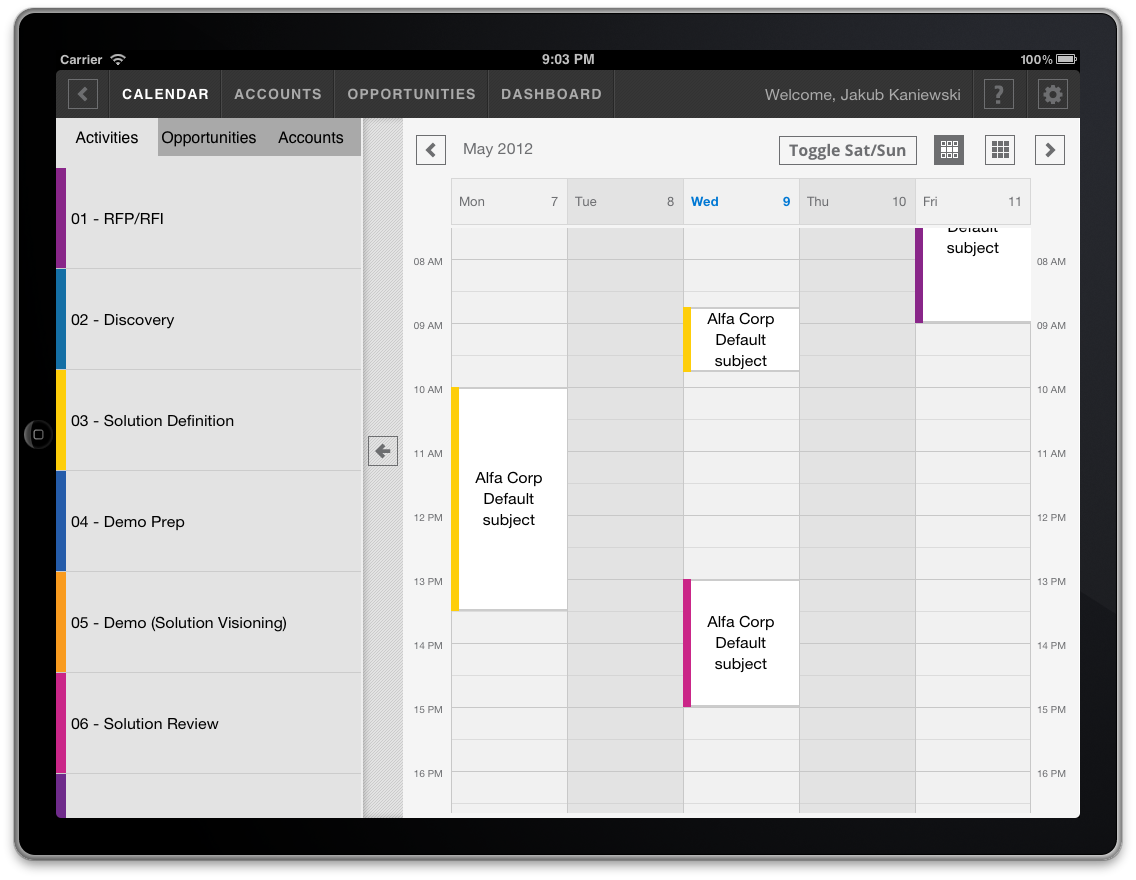 Carrier 9:03 PM 100%
CALENDAR ACCOUNTS OPPORTUNITIES DASHBOARD Welcome, Jakub Kaniewski ?
Activities Opportunities Accounts
01 - RFP/RFI
02 - Discovery
03 - Solution Definition
04 - Demo Prep
05 - Demo (Solution Visioning)
06 - Solution Review
May 2012 Toggle Sat/Sun
Mon 7 Tue 8 Wed 9 Thu 10 Fri 11
Default
subject
08 AM 08 AM
Alfa Corp
Default
subject
09 AM 09 AM
10 AM 10 AM
Alfa Corp
Default
subject
11 AM 11 AM
12 PM 12 PM
13 PM 13 PM
Alfa Corp
Default
subject
14 PM 14 PM
15 PM 15 PM
16 PM 16 PM